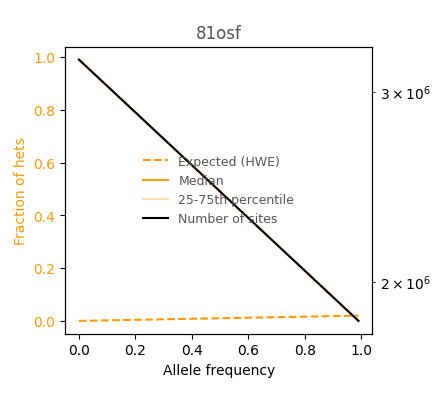 81osf
1.0
0.8
0.6
0.4
0.2
0.0
Fraction of hets
3 × 10⁶
2 × 10⁶
Expected (HWE)
Median
25-75th percentile
Number of sites
0.0 0.2 0.4 0.6 0.8 1.0
Allele frequency